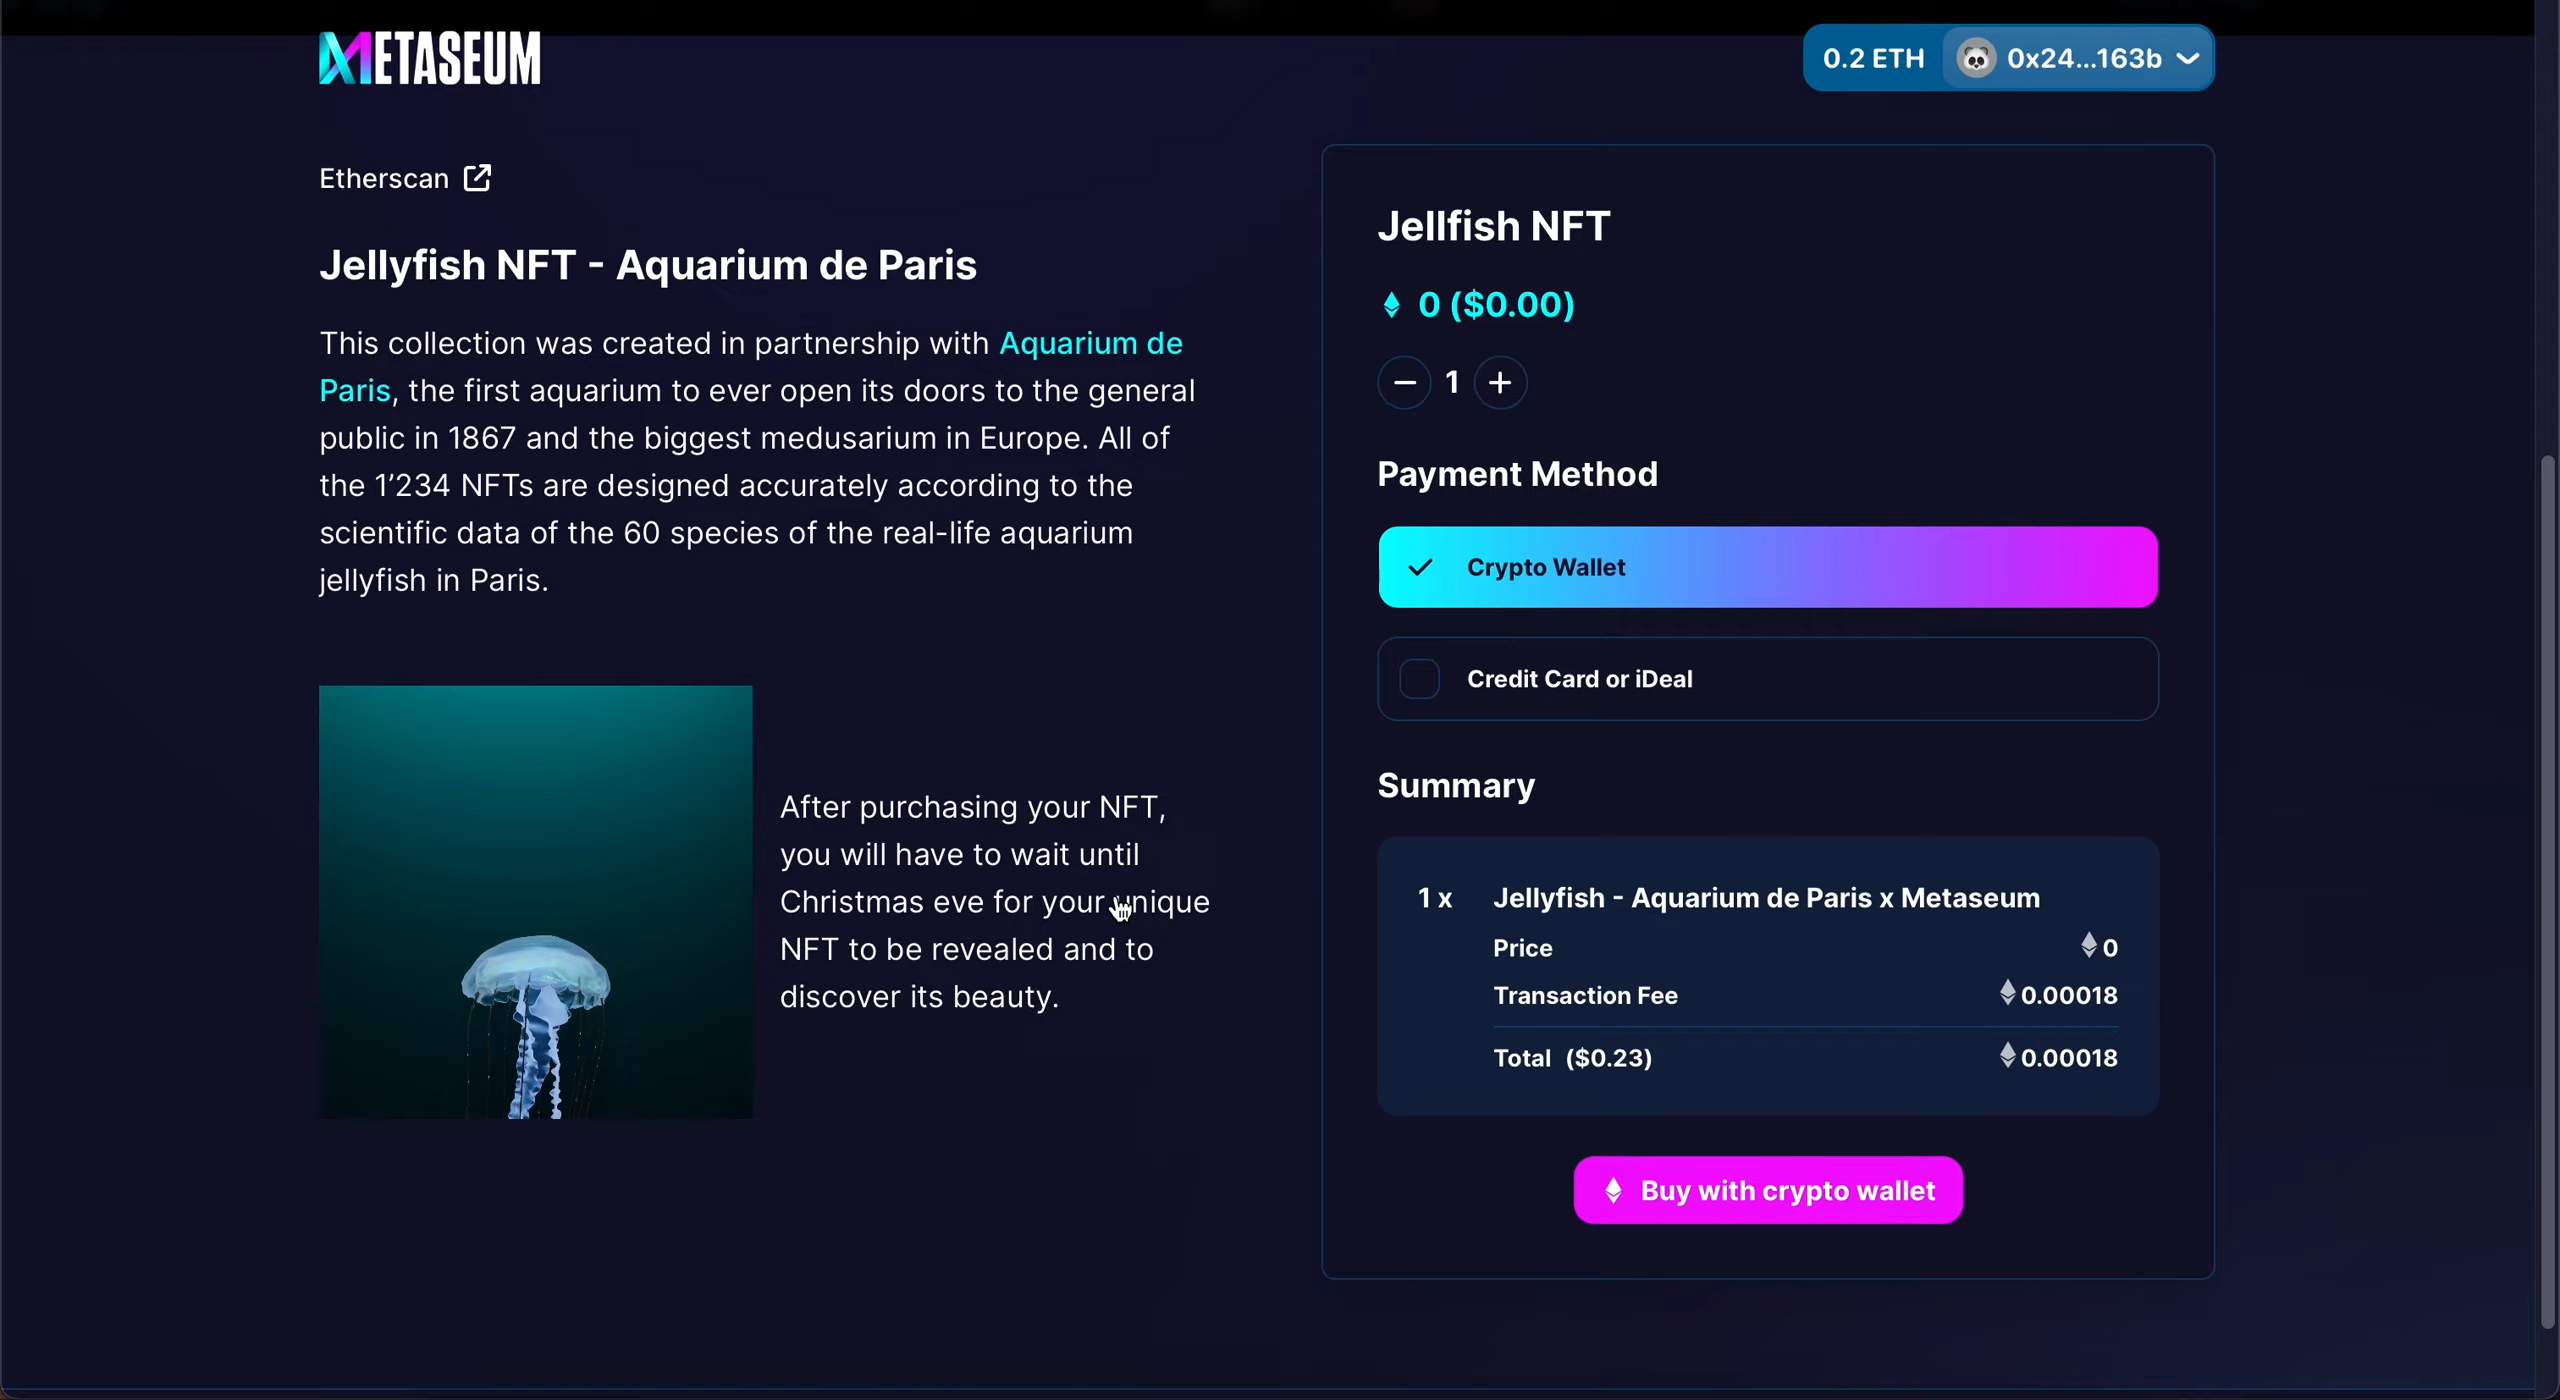 METASEUM
0.2 ETH
0x24...163b
Etherscan
Jellyfish NFT - Aquarium de Paris
This collection was created in partnership with Aquarium de
Paris, the first aquarium to ever open its doors to the general
public in 1867 and the biggest medusarium in Europe. All of
the 1’234 NFTs are designed accurately according to the
scientific data of the 60 species of the real-life aquarium
jellyfish in Paris.
After purchasing your NFT,
you will have to wait until
Christmas eve for your unique
NFT to be revealed and to
discover its beauty.
Jellfish NFT
0 ($0.00)
1
Payment Method
Crypto Wallet
Credit Card or iDeal
Summary
1 x Jellyfish - Aquarium de Paris x Metaseum
Price 0
Transaction Fee 0.00018
Total ($0.23) 0.00018
Buy with crypto wallet